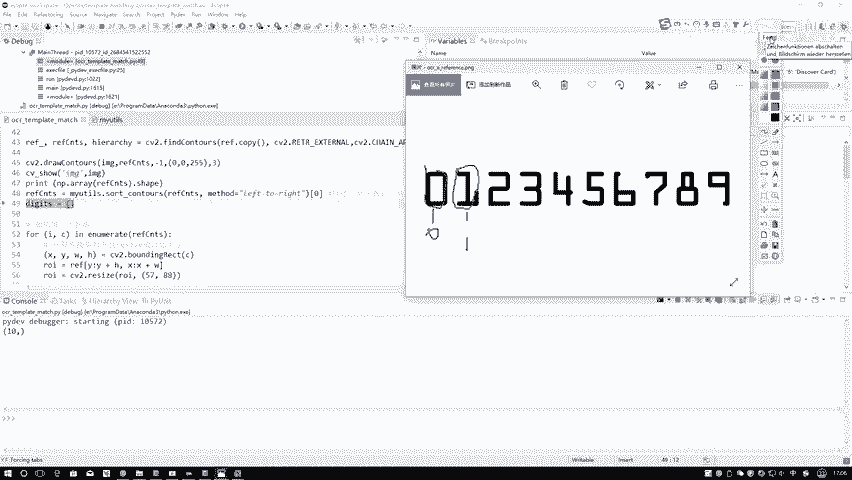 Edit Refactoring Source Navigate Search Project Pydev Run Window Help
Debug
MainThread - pid_10572_id_2684541522552
<module> [ocr_template_match.py:49]
execfile [_pydev_execfile.py:25]
run [pydevd.py:1022]
main [pydevd.py:1615]
<module> [pydevd.py:1621]
ocr_template_match.py [debug] [e:\ProgramData\Anaconda3\python.exe]
Variables Breakpoints
Name Value
Zeichenfunktionen abschalten
und Bildschirm wieder herstellen
'6: 'Discover Card'}
0123456789
0
1
ocr_template_match myutils
42
43 ref_, refCnts, hierarchy = cv2.findContours(ref.copy(), cv2.RETR_EXTERNAL,cv2.CHAIN_AP
44
45 cv2.drawContours(img,refCnts,-1,(0,0,255),3)
46 cv_show('img',img)
47 print (np.array(refCnts).shape)
48 refCnts = myutils.sort_contours(refCnts, method="left-to-right")[0]
49 digits = {}
50
51
52 for (i, c) in enumerate(refCnts):
53
54 (x, y, w, h) = cv2.boundingRect(c)
55 roi = ref[y:y + h, x:x + w]
56 roi = cv2.resize(roi, (57, 88))
Console Tasks Hierarchy View PyUnit
ocr_template_match.py [debug] [e:\ProgramData\Anaconda3\python.exe]
pydev debugger: starting (pid: 10572)
(10,)
>>>
Forcing tabs Writable Insert 49 : 12
17:06